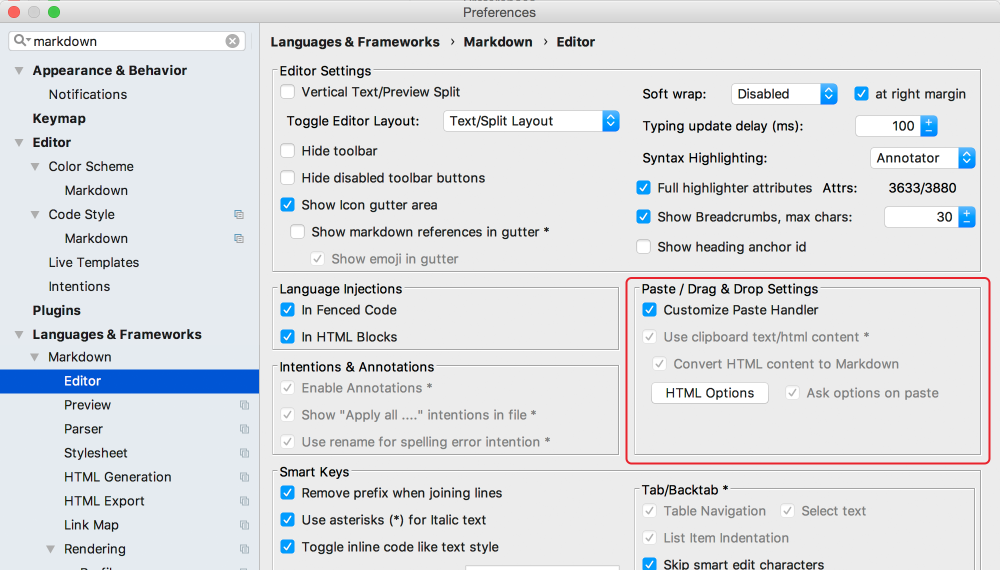 Preferences
markdown
Appearance & Behavior
Notifications
Keymap
Editor
Color Scheme
Markdown
Code Style
Markdown
Live Templates
Intentions
Plugins
Languages & Frameworks
Markdown
Editor
Preview
Parser
Stylesheet
HTML Generation
HTML Export
Link Map
Rendering
Languages & Frameworks › Markdown › Editor
Editor Settings
Vertical Text/Preview Split
Toggle Editor Layout: Text/Split Layout
Hide toolbar
Hide disabled toolbar buttons
Show Icon gutter area
Show markdown references in gutter *
Show emoji in gutter
Soft wrap: Disabled at right margin
Typing update delay (ms): 100
Syntax Highlighting: Annotator
Full highlighter attributes Attrs: 3633/3880
Show Breadcrumbs, max chars: 30
Show heading anchor id
Language Injections
In Fenced Code
In HTML Blocks
Intentions & Annotations
Enable Annotations *
Show "Apply all ...." intentions in file *
Use rename for spelling error intention *
Paste / Drag & Drop Settings
Customize Paste Handler
Use clipboard text/html content *
Convert HTML content to Markdown
HTML Options Ask options on paste
Smart Keys
Remove prefix when joining lines
Use asterisks (*) for Italic text
Toggle inline code like text style
Tab/Backtab *
Table Navigation Select text
List Item Indentation
Skip smart edit characters